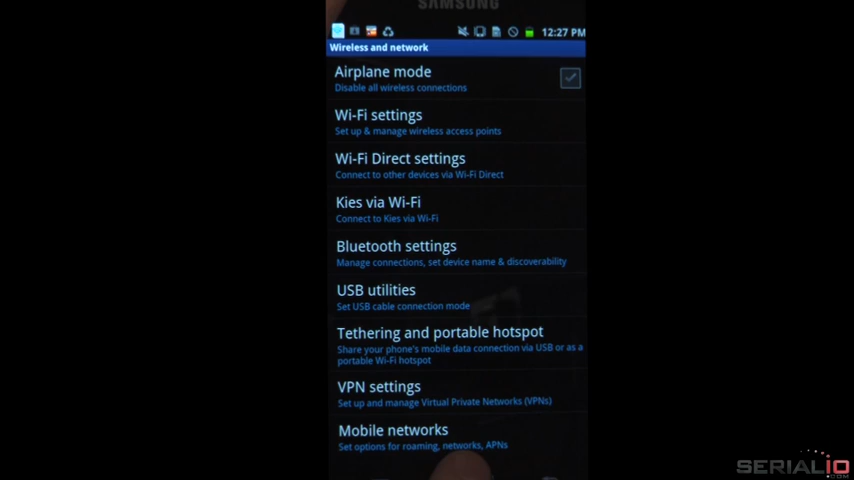 SAMSUNG
12:27 PM
Wireless and network
Airplane mode
Disable all wireless connections
Wi-Fi settings
Set up & manage wireless access points
Wi-Fi Direct settings
Connect to other devices via Wi-Fi Direct
Kies via Wi-Fi
Connect to Kies via Wi-Fi
Bluetooth settings
Manage connections, set device name & discoverability
USB utilities
Set USB cable connection mode
Tethering and portable hotspot
Share your phone's mobile data connection via USB or as a
portable Wi-Fi hotspot
VPN settings
Set up and manage Virtual Private Networks (VPNs)
Mobile networks
Set options for roaming, networks, APNs
SERIALIO
.COM